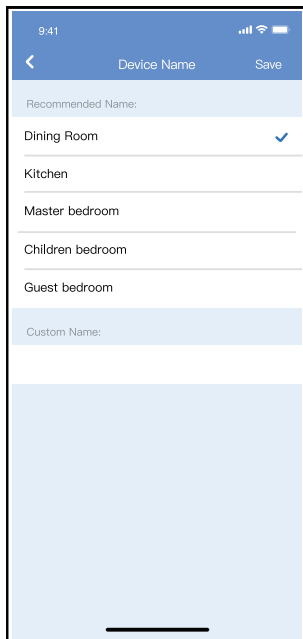 9:41
Device Name Save
Recommended Name:
Dining Room
Kitchen
Master bedroom
Children bedroom
Guest bedroom
Custom Name: